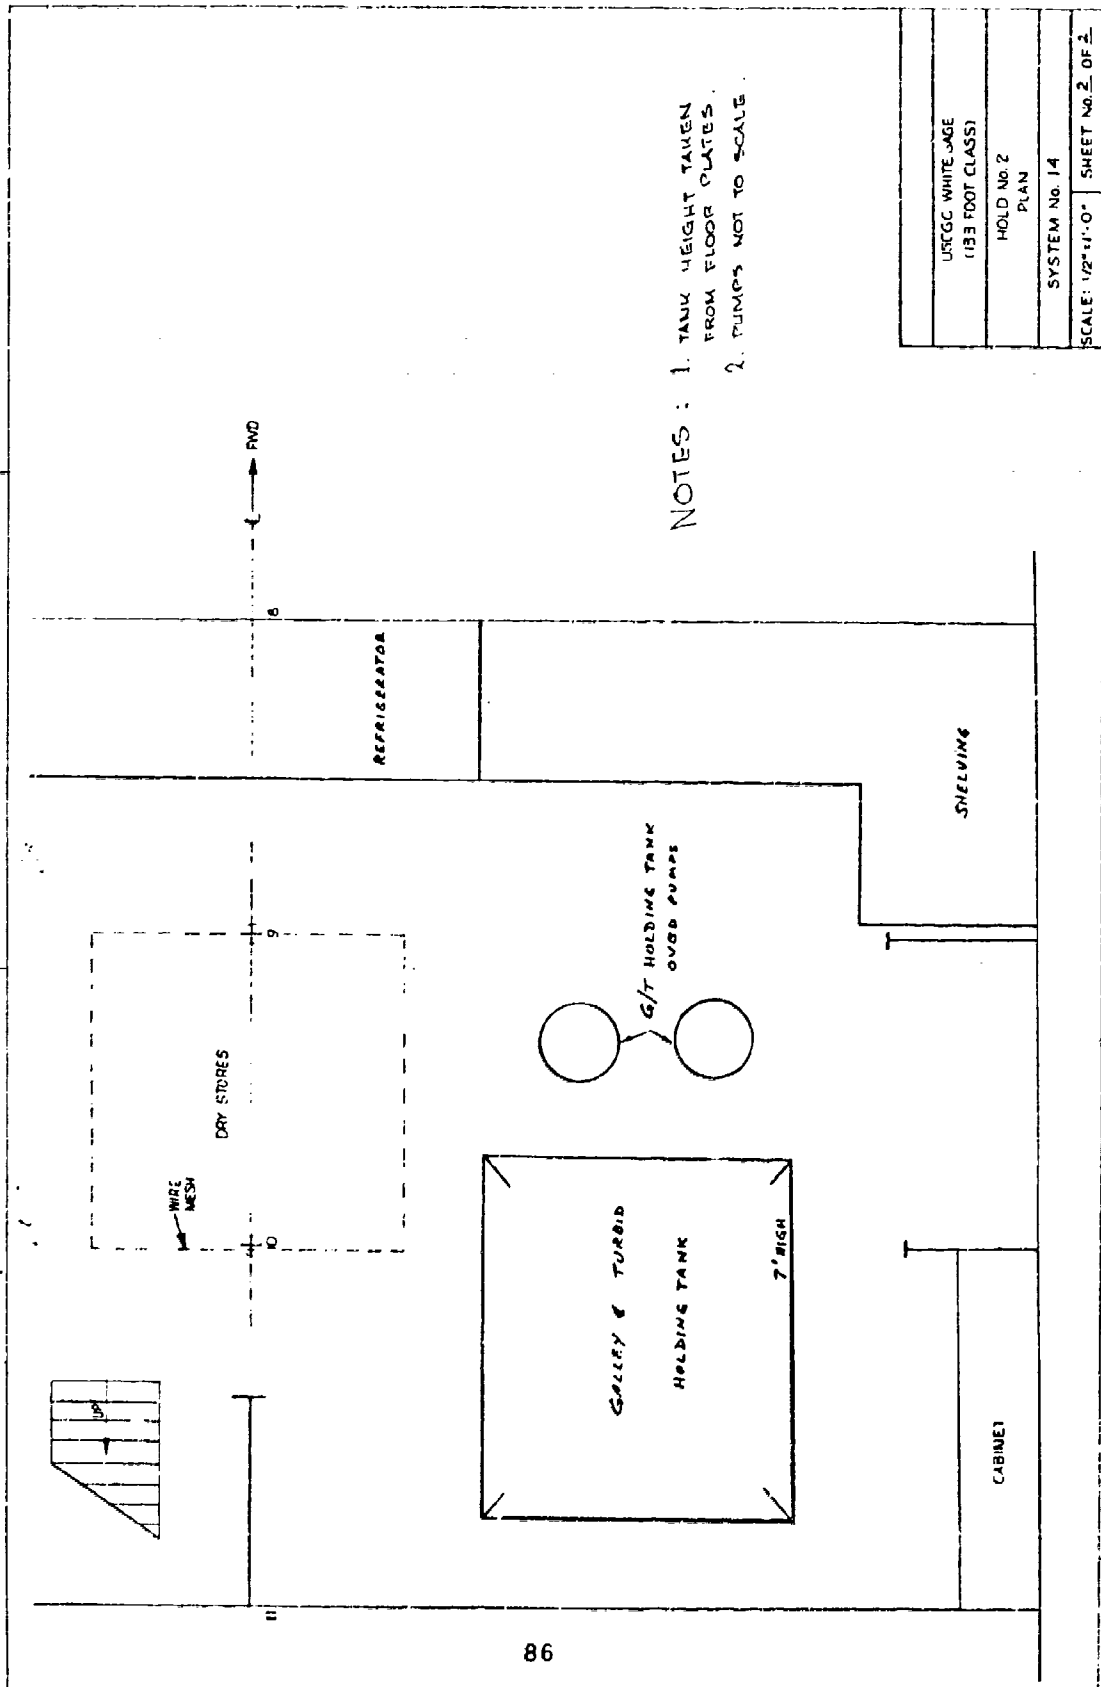 UP
WIRE
MESH
DRY STORES
11
10
9
8
FWD
REFRIGERATOR
GALLEY & TURBID
HOLDING TANK
7' HIGH
G/T HOLDING TANK
OVBD PUMPS
SHELVING
CABINET
NOTES : 1. TANK HEIGHT TAKEN
FROM FLOOR PLATES.
2. PUMPS NOT TO SCALE.
USCGC WHITE SAGE
(133 FOOT CLASS)
HOLD No. 2
PLAN
SYSTEM No. 14
SCALE: 1/2"=1'-0" SHEET No. 2 OF 2
86